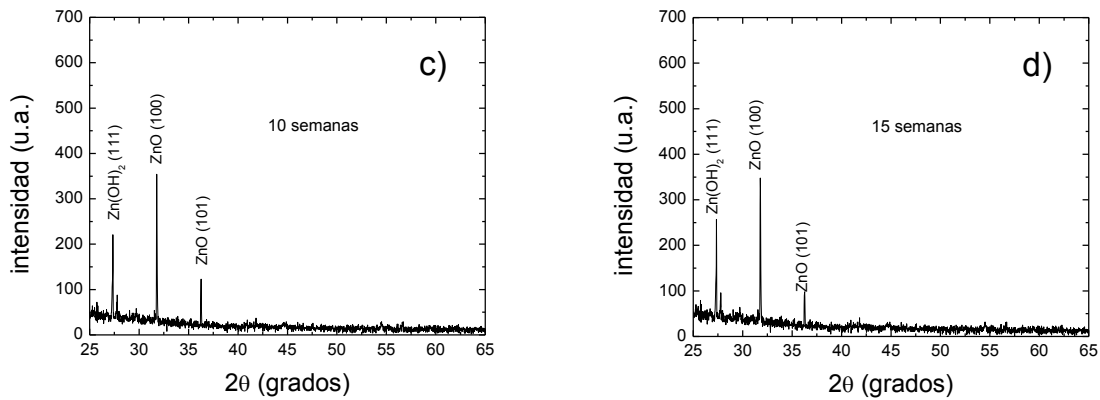 700
600
500
400
300
200
100
0
25 30 35 40 45 50 55 60 65
intensidad (u.a.)
2θ (grados)
c)
10 semanas
Zn(OH)₂ (111)
ZnO (100)
ZnO (101)
700
600
500
400
300
200
100
0
25 30 35 40 45 50 55 60 65
intensidad (u.a.)
2θ (grados)
d)
15 semanas
Zn(OH)₂ (111)
ZnO (100)
ZnO (101)